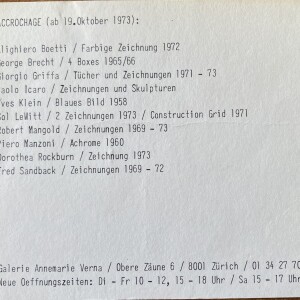 ACCROCHAGE (ab 19.Oktober 1973):
Alighiero Boetti / Farbige Zeichnung 1972
George Brecht / 4 Boxes 1965/66
Giorgio Griffa / Tücher und Zeichnungen 1971 - 73
Paolo Icaro / Zeichnungen und Skulpturen
Yves Klein / Blaues Bild 1958
Sol LeWitt / 2 Zeichnungen 1973 / Construction Grid 1971
Robert Mangold / Zeichnungen 1969 - 73
Piero Manzoni / Achrome 1960
Dorothea Rockburn / Zeichnung 1973
Fred Sandback / Zeichnungen 1969 - 72
Galerie Annemarie Verna / Obere Zäune 6 / 8001 Zürich / 01 34 27 70
Neue Oeffnungszeiten: Di - Fr 10 - 12, 15 - 18 Uhr / Sa 15 - 17 Uhr